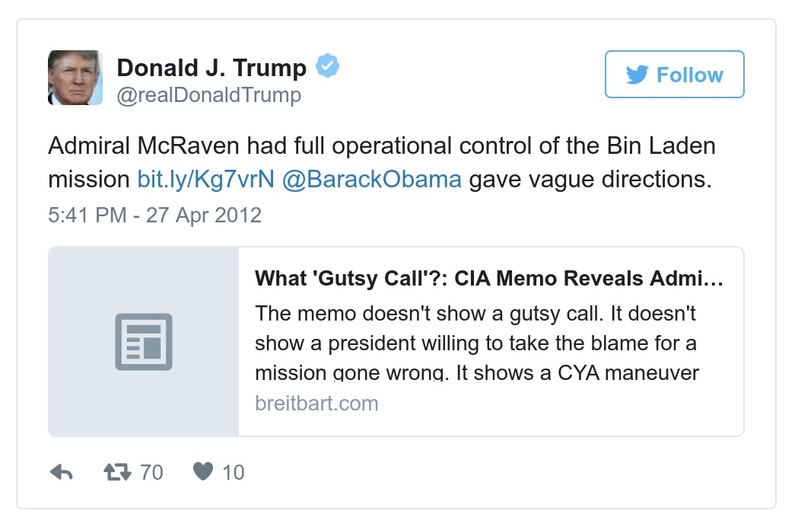 Donald J. Trump
@realDonaldTrump
Follow
Admiral McRaven had full operational control of the Bin Laden
mission bit.ly/Kg7vrN @BarackObama gave vague directions.
5:41 PM - 27 Apr 2012
What 'Gutsy Call'?: CIA Memo Reveals Admi...
The memo doesn't show a gutsy call. It doesn't
show a president willing to take the blame for a
mission gone wrong. It shows a CYA maneuver
breitbart.com
70
10